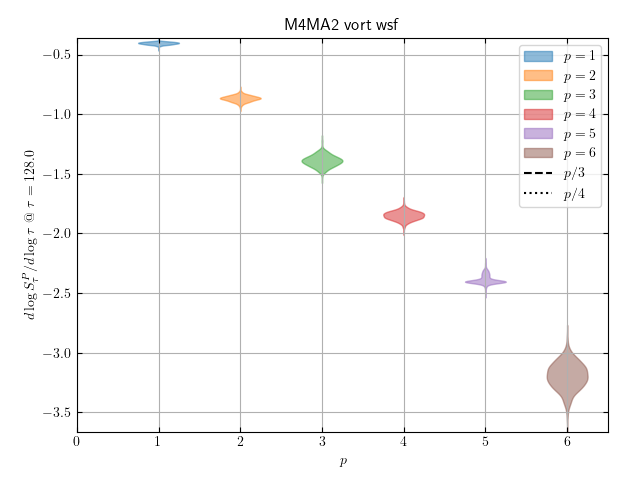 M4MA2 vort wsf
d log S_τ^P / d log τ @ τ = 128.0
−0.5
−1.0
−1.5
−2.0
−2.5
−3.0
−3.5
p = 1
p = 2
p = 3
p = 4
p = 5
p = 6
p/3
p/4
0 1 2 3 4 5 6
p